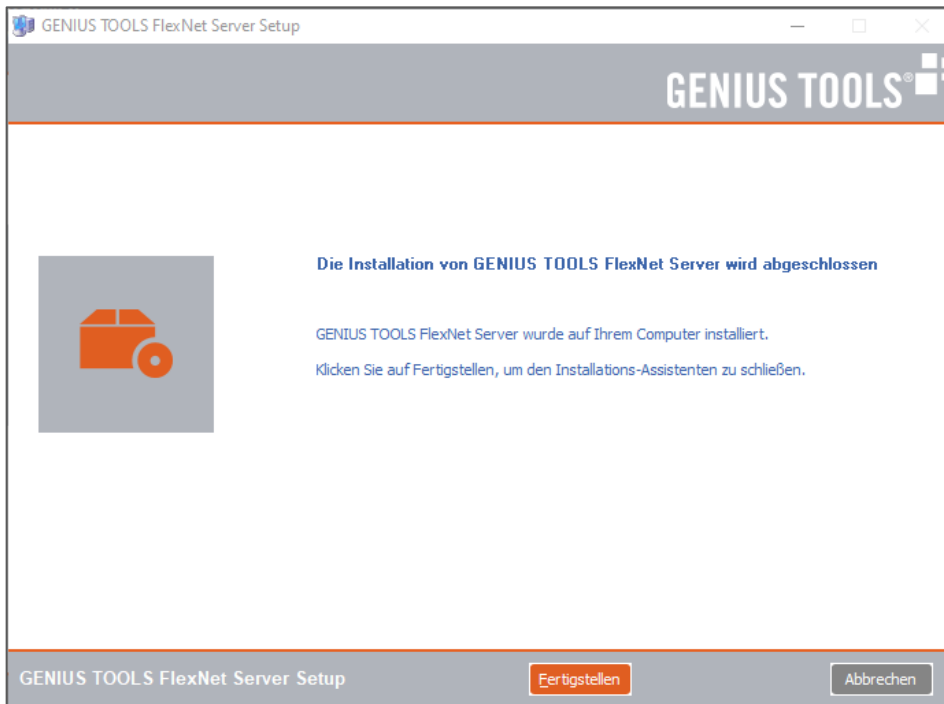 GENIUS TOOLS FlexNet Server Setup
GENIUS TOOLS®
Die Installation von GENIUS TOOLS FlexNet Server wird abgeschlossen
GENIUS TOOLS FlexNet Server wurde auf Ihrem Computer installiert.
Klicken Sie auf Fertigstellen, um den Installations-Assistenten zu schließen.
GENIUS TOOLS FlexNet Server Setup
Fertigstellen
Abbrechen